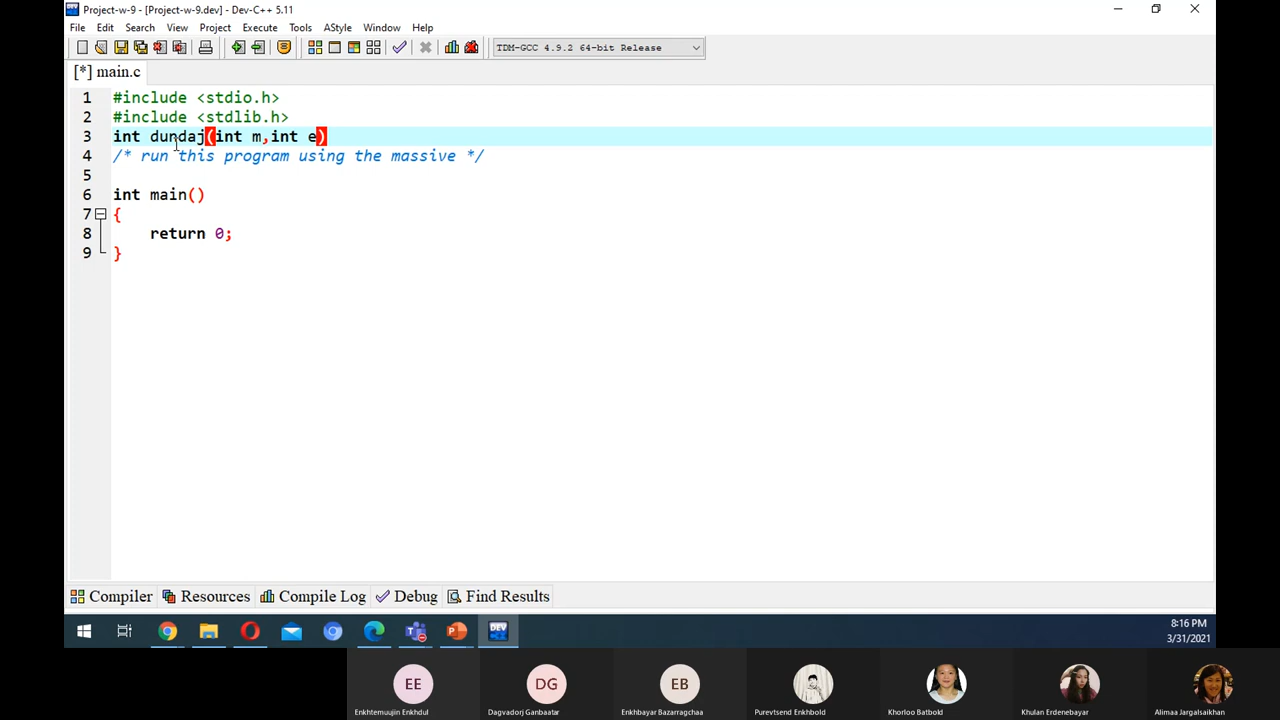 Project-w-9 - [Project-w-9.dev] - Dev-C++ 5.11
File Edit Search View Project Execute Tools AStyle Window Help
TDM-GCC 4.9.2 64-bit Release
[*] main.c
1 #include <stdio.h>
2 #include <stdlib.h>
3 int dundaj(int m,int e)
4 /* run this program using the massive */
5
6 int main()
7 {
8 return 0;
9 }
Compiler Resources Compile Log Debug Find Results
DEV
8:16 PM
3/31/2021
EE DG EB
Enkhtemuujin Enkhdul Dagvadorj Ganbaatar Enkhbayar Bazarragchaa Purevtsend Enkhbold Khorloo Batbold Khulan Erdenebayar Alimaa Jargalsaikhan